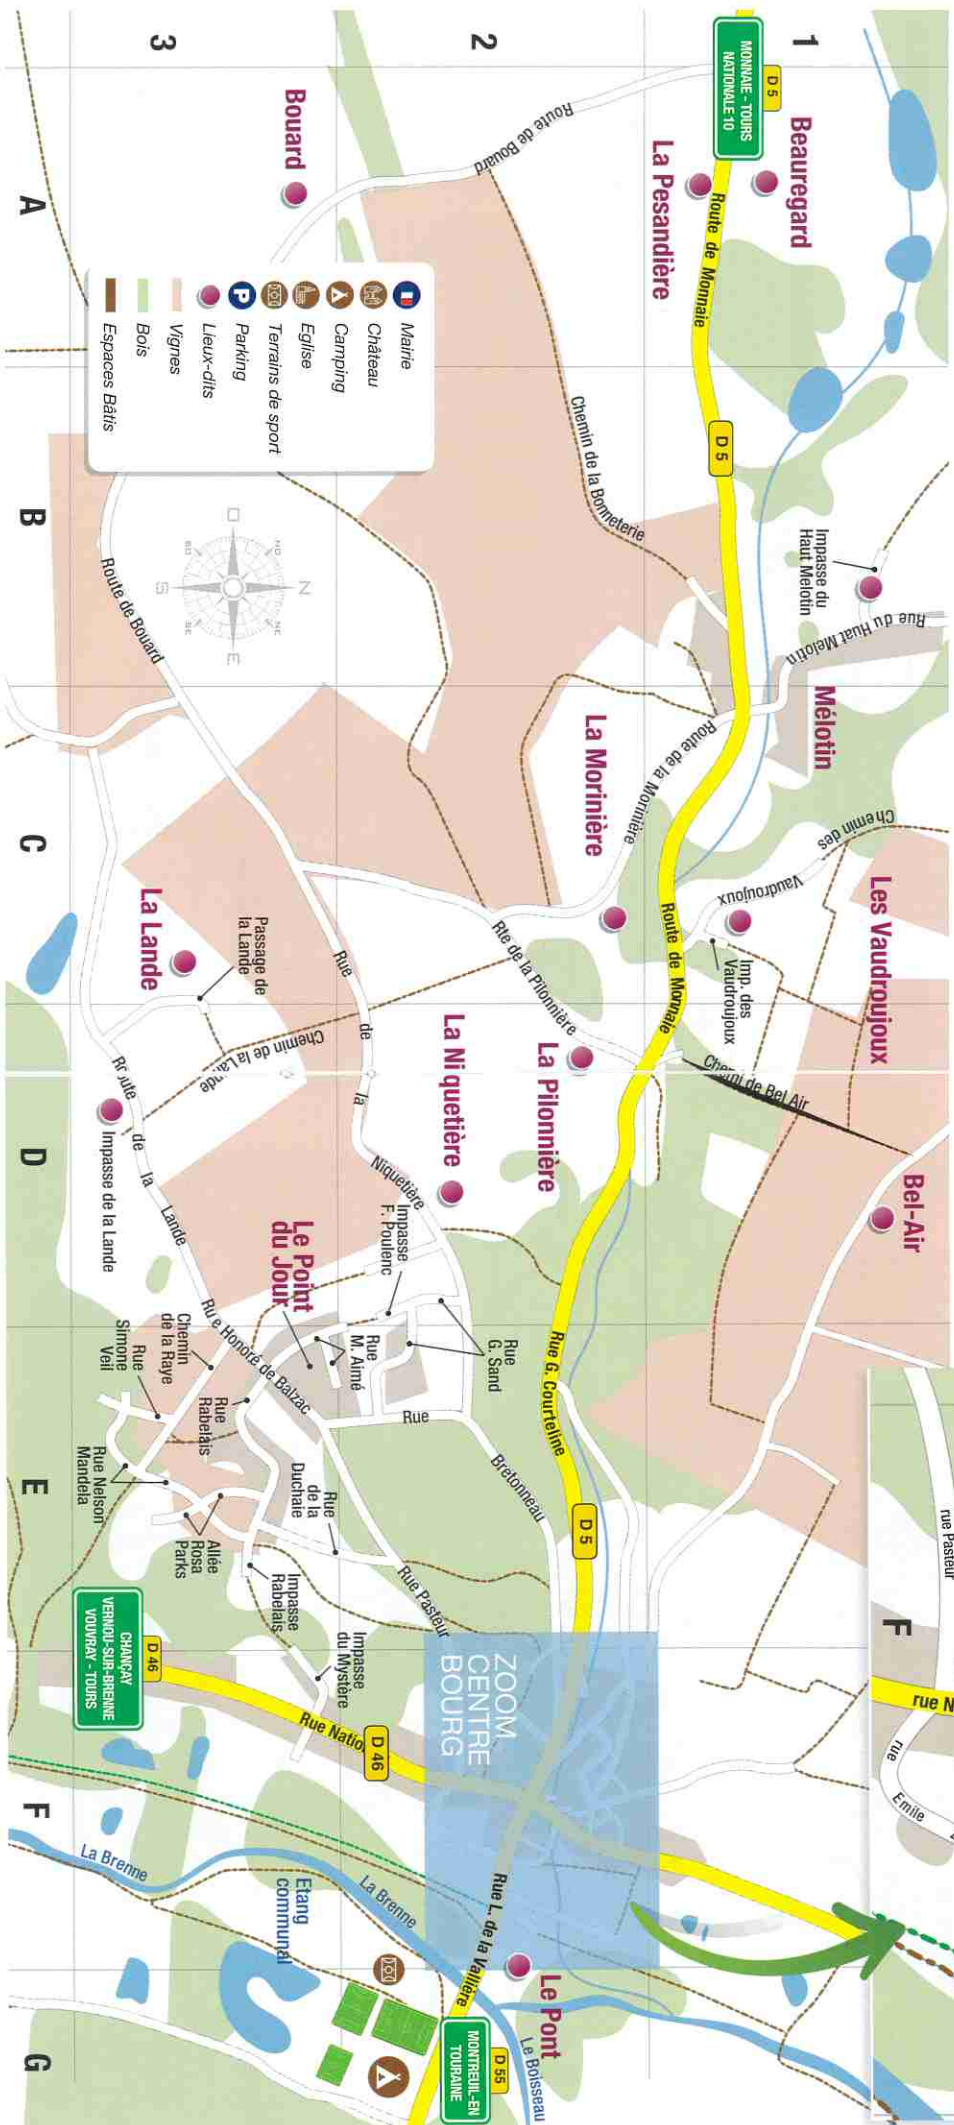 1
2
3
A
B
C
D
E
F
G
MONNAIE - TOURS
NATIONALE 10
D 5
Beauregard
La Pesandière
Route de Monnaie
Route de Bouard
Bouard
Mairie
Château
Camping
Eglise
Terrains de sport
P
Parking
Lieux-dits
Vignes
Bois
Espaces Bâtis
Chemin de la Bonneterie
D 5
Impasse du
Haut Melotin
Rue du Huat Melotin
Mélotin
N
NE
E
SE
S
SO
O
NO
Route de Bouard
La Morinière
Route de la Morinière
Chemin des
Vaudroujoux
Les Vaudroujoux
Imp. des
Vaudroujoux
Route de Monnaie
Rte de la Pilonnière
La Pilonnière
Chemi de Bel Air
Bel-Air
La Lande
Passage de
la Lande
Chemin de la Lande
Rue de la Niquetière
La Niquetière
Route de la Lande
Impasse de la Lande
Impasse
F. Poulenc
Le Point
du Jour
Rue
G. Sand
Rue
M. Aimé
Rue Honoré de Balzac
Chemin
de la Raye
Rue
Simone
Veil
Rue
Rabelais
Rue Nelson
Mandela
Allée
Rosa
Parks
Rue
de la
Duchaie
Impasse
Rabelais
Impasse
du Mystère
Rue Bretonneau
Rue Pasteur
Rue G. Courteline
D 5
ZOOM
CENTRE
BOURG
CHANÇAY
VERNOU-SUR-BRENNE
VOUVRAY - TOURS
D 46
Rue Natio
D 46
rue Pasteur
F
rue N
rue Emile
La Brenne
La Brenne
Etang
communal
Rue L. de la Vallière
Le Pont
Le Boisseau
MONTREUIL-EN
TOURAINE
D 55